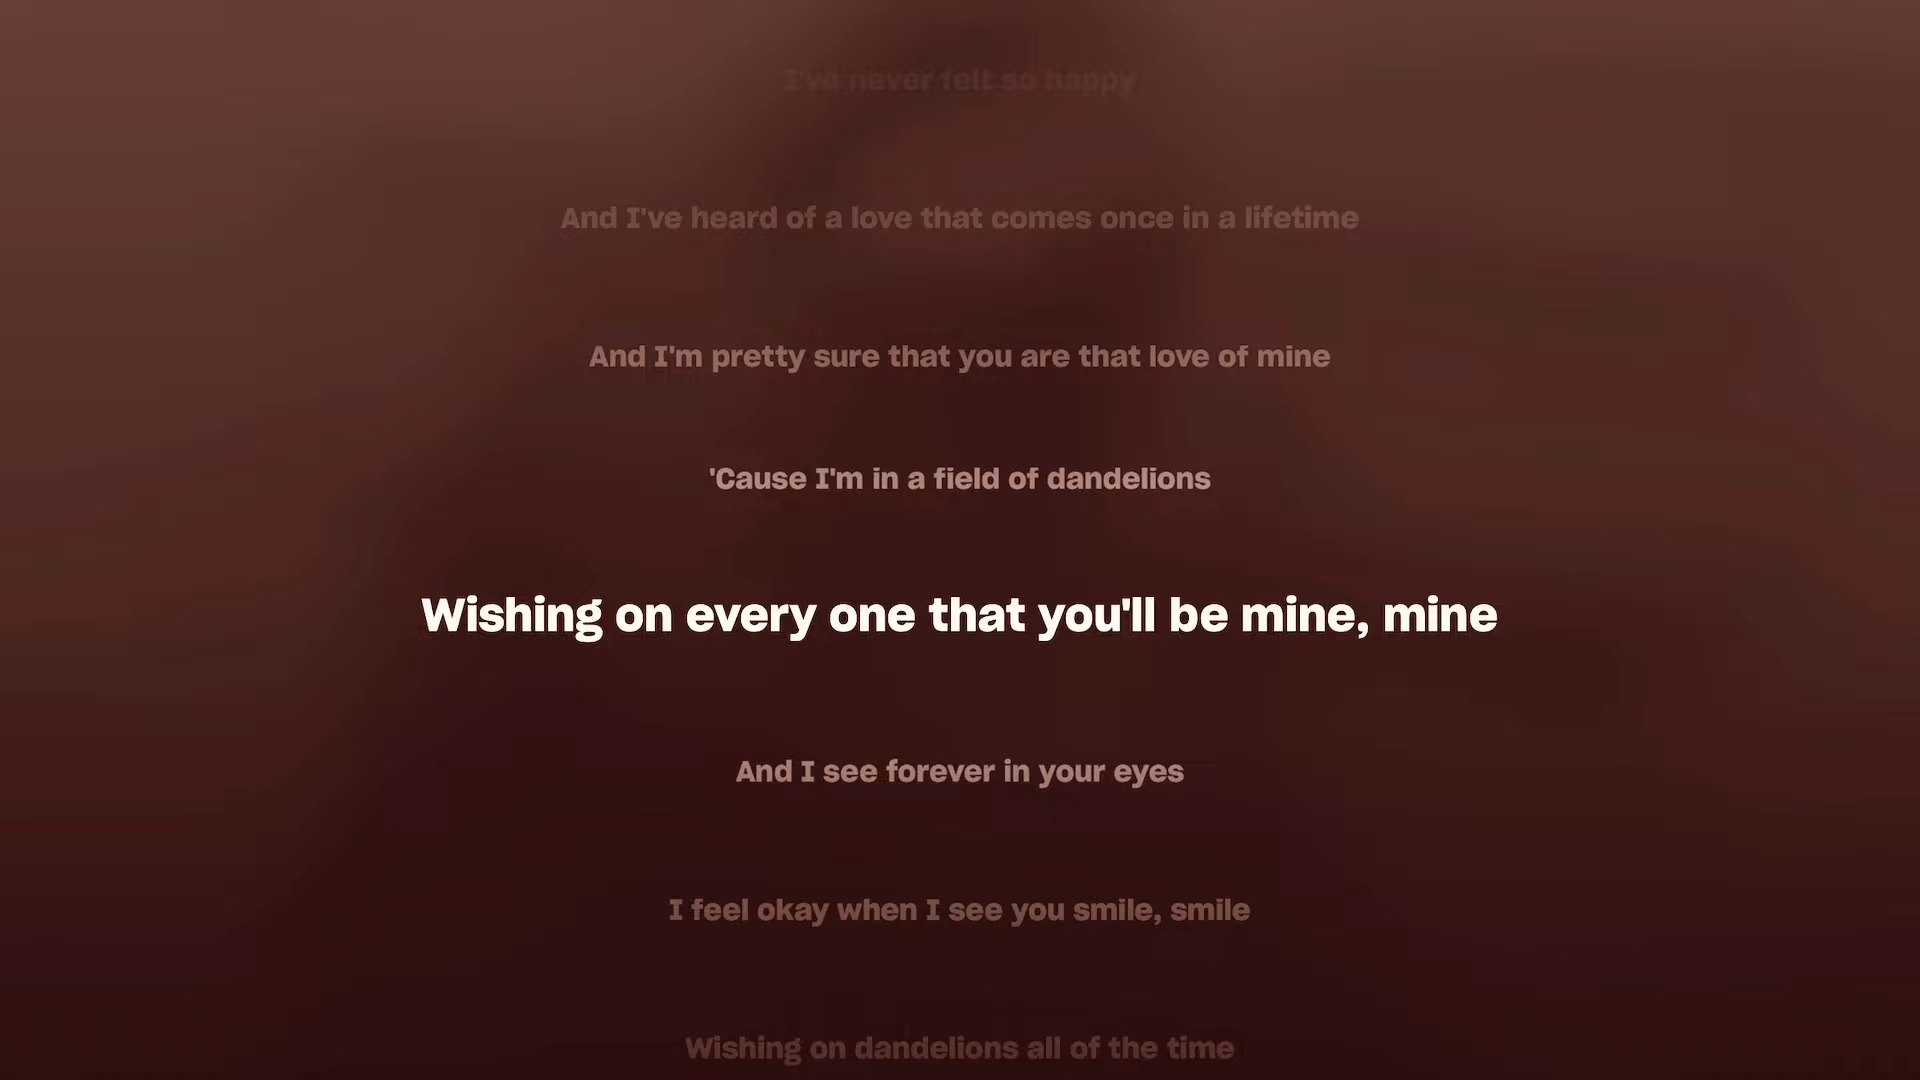 I've never felt so happy
And I've heard of a love that comes once in a lifetime
And I'm pretty sure that you are that love of mine
'Cause I'm in a field of dandelions
Wishing on every one that you'll be mine, mine
And I see forever in your eyes
I feel okay when I see you smile, smile
Wishing on dandelions all of the time